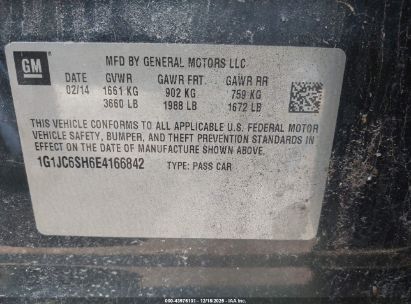 GM
MFD BY GENERAL MOTORS LLC
DATE GVWR GAWR FRT GAWR RR
02/14 1661 KG 902 KG 759 KG
3660 LB 1988 LB 1672 LB
THIS VEHICLE CONFORMS TO ALL APPLICABLE U.S. FEDERAL MOTOR
VEHICLE SAFETY, BUMPER, AND THEFT PREVENTION STANDARDS IN
EFFECT ON THE DATE OF MANUFACTURE SHOWN ABOVE.
1G1JC6SH6E4166842 TYPE: PASS CAR